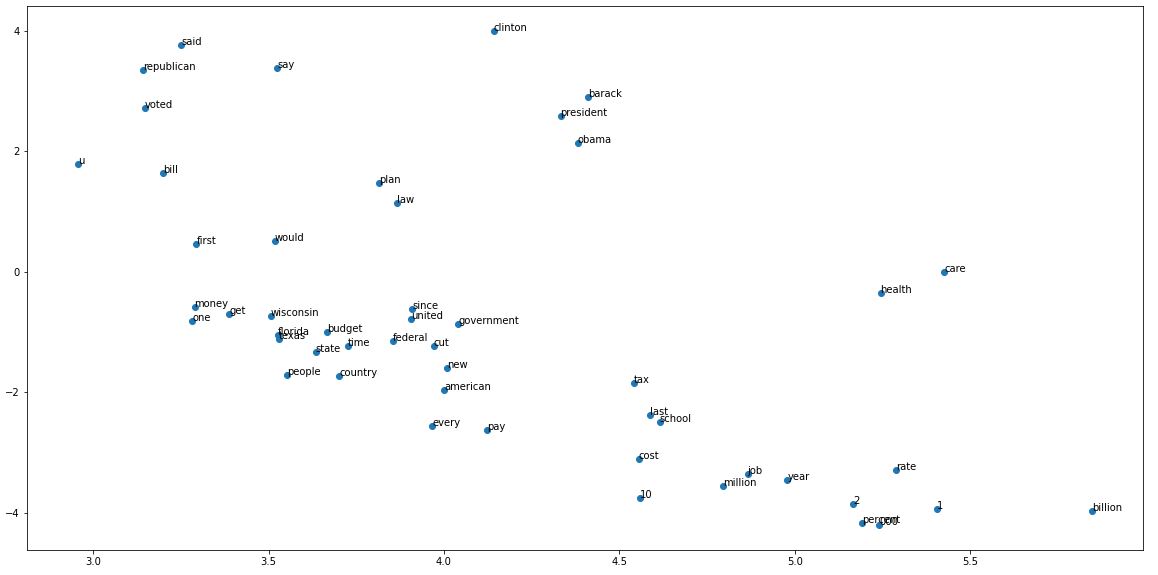 4
clinton
said
republican
say
barack
voted
president
obama
2
u
bill
plan
law
first
would
0
care
health
money
get
one
wisconsin
since
united
government
florida
texas
budget
federal
cut
state
time
new
people
country
tax
−2
american
last
school
every
pay
cost
job
rate
year
million
10
2
1
billion
−4
percent
000
3.0
3.5
4.0
4.5
5.0
5.5